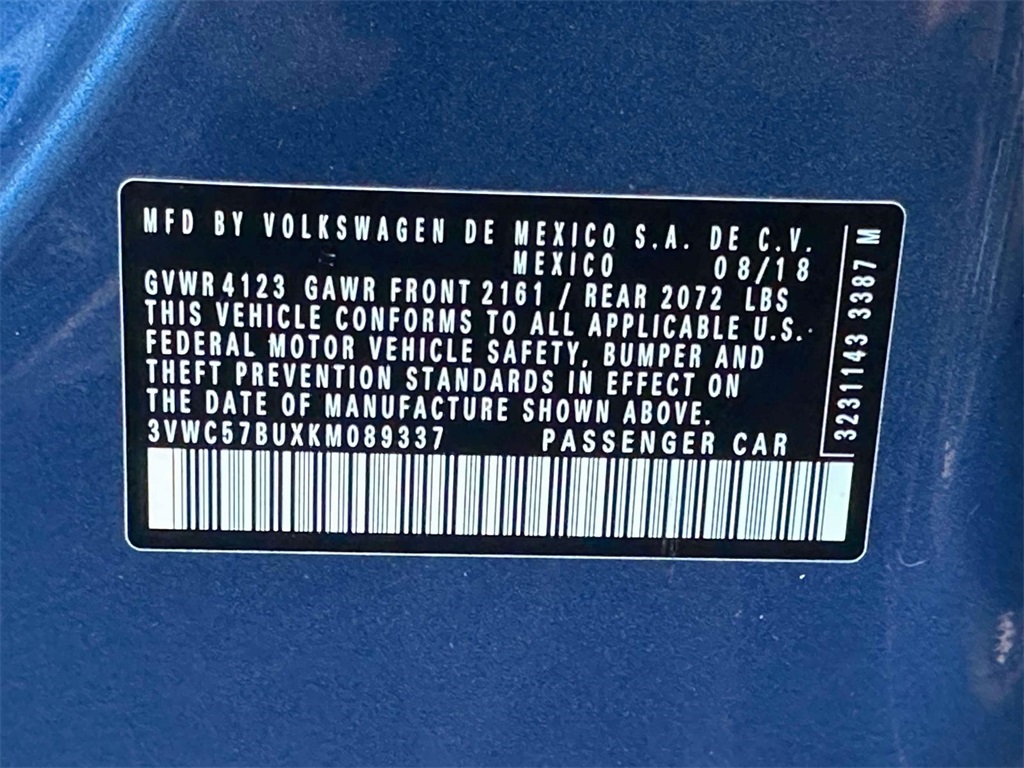 MFD BY VOLKSWAGEN DE MEXICO S.A. DE C.V.
MEXICO 08/18
GVWR 4123 GAWR FRONT 2161 / REAR 2072 LBS
THIS VEHICLE CONFORMS TO ALL APPLICABLE U.S.
FEDERAL MOTOR VEHICLE SAFETY, BUMPER AND
THEFT PREVENTION STANDARDS IN EFFECT ON
THE DATE OF MANUFACTURE SHOWN ABOVE.
3VWC57BUXKM089337 PASSENGER CAR
3231143 3387 M